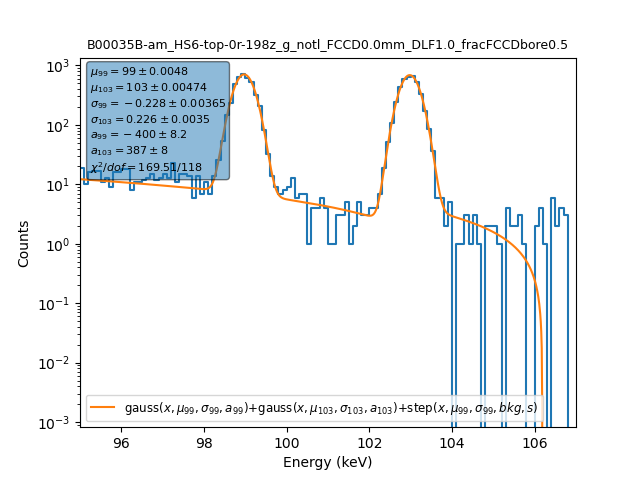 B00035B-am_HS6-top-0r-198z_g_notl_FCCD0.0mm_DLF1.0_fracFCCDbore0.5
μ₉₉ = 99 ± 0.0048
μ₁₀₃ = 103 ± 0.00474
σ₉₉ = −0.228 ± 0.00365
σ₁₀₃ = 0.226 ± 0.0035
a₉₉ = −400 ± 8.2
a₁₀₃ = 387 ± 8
χ²/dof = 169.51/118
10³
10²
10¹
10⁰
10⁻¹
10⁻²
10⁻³
Counts
gauss(x, μ₉₉, σ₉₉, a₉₉)+gauss(x, μ₁₀₃, σ₁₀₃, a₁₀₃)+step(x, μ₉₉, σ₉₉, bkg, s)
96 98 100 102 104 106
Energy (keV)